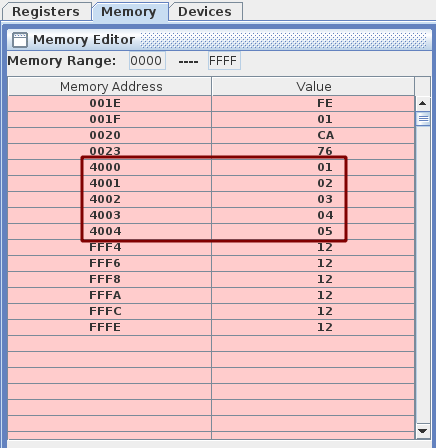 Registers Memory Devices
Memory Editor
Memory Range: 0000 ---- FFFF
Memory Address Value
001E FE
001F 01
0020 CA
0023 76
4000 01
4001 02
4002 03
4003 04
4004 05
FFF4 12
FFF6 12
FFF8 12
FFFA 12
FFFC 12
FFFE 12